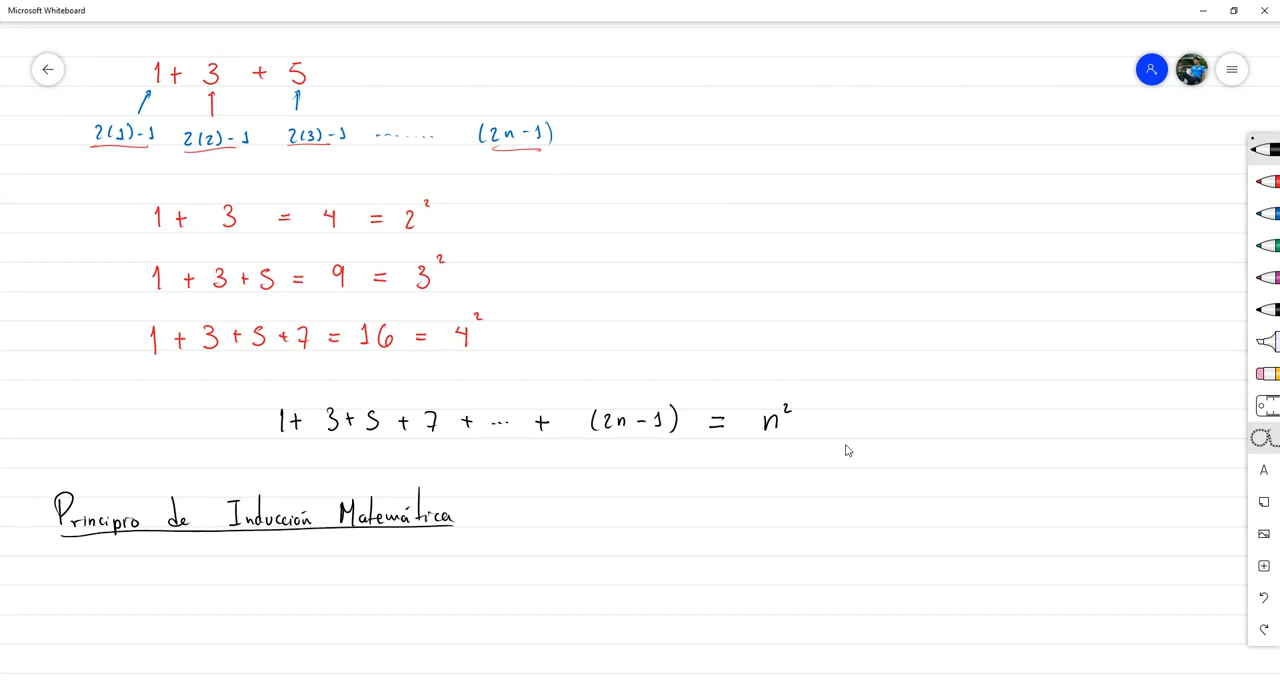 Microsoft Whiteboard
1 + 3 + 5
2(1)-1 2(2)-1 2(3)-1 ........ (2n-1)
1 + 3 = 4 = 2²
1 + 3 + 5 = 9 = 3²
1 + 3 + 5 + 7 = 16 = 4²
1 + 3 + 5 + 7 + ... + (2n-1) = n²
Principio de Inducción Matemática
A